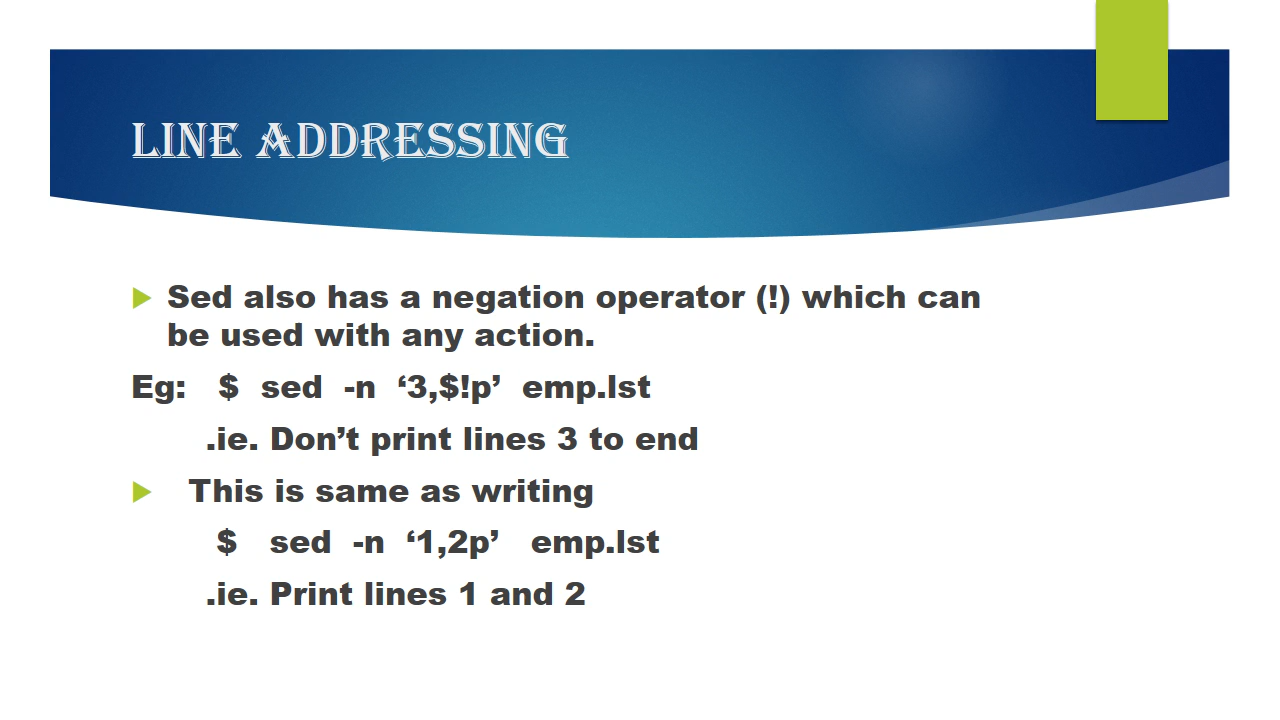 LINE ADDRESSING
Sed also has a negation operator (!) which can
be used with any action.
Eg: $ sed -n ‘3,$!p’ emp.lst
.ie. Don’t print lines 3 to end
This is same as writing
$ sed -n ‘1,2p’ emp.lst
.ie. Print lines 1 and 2